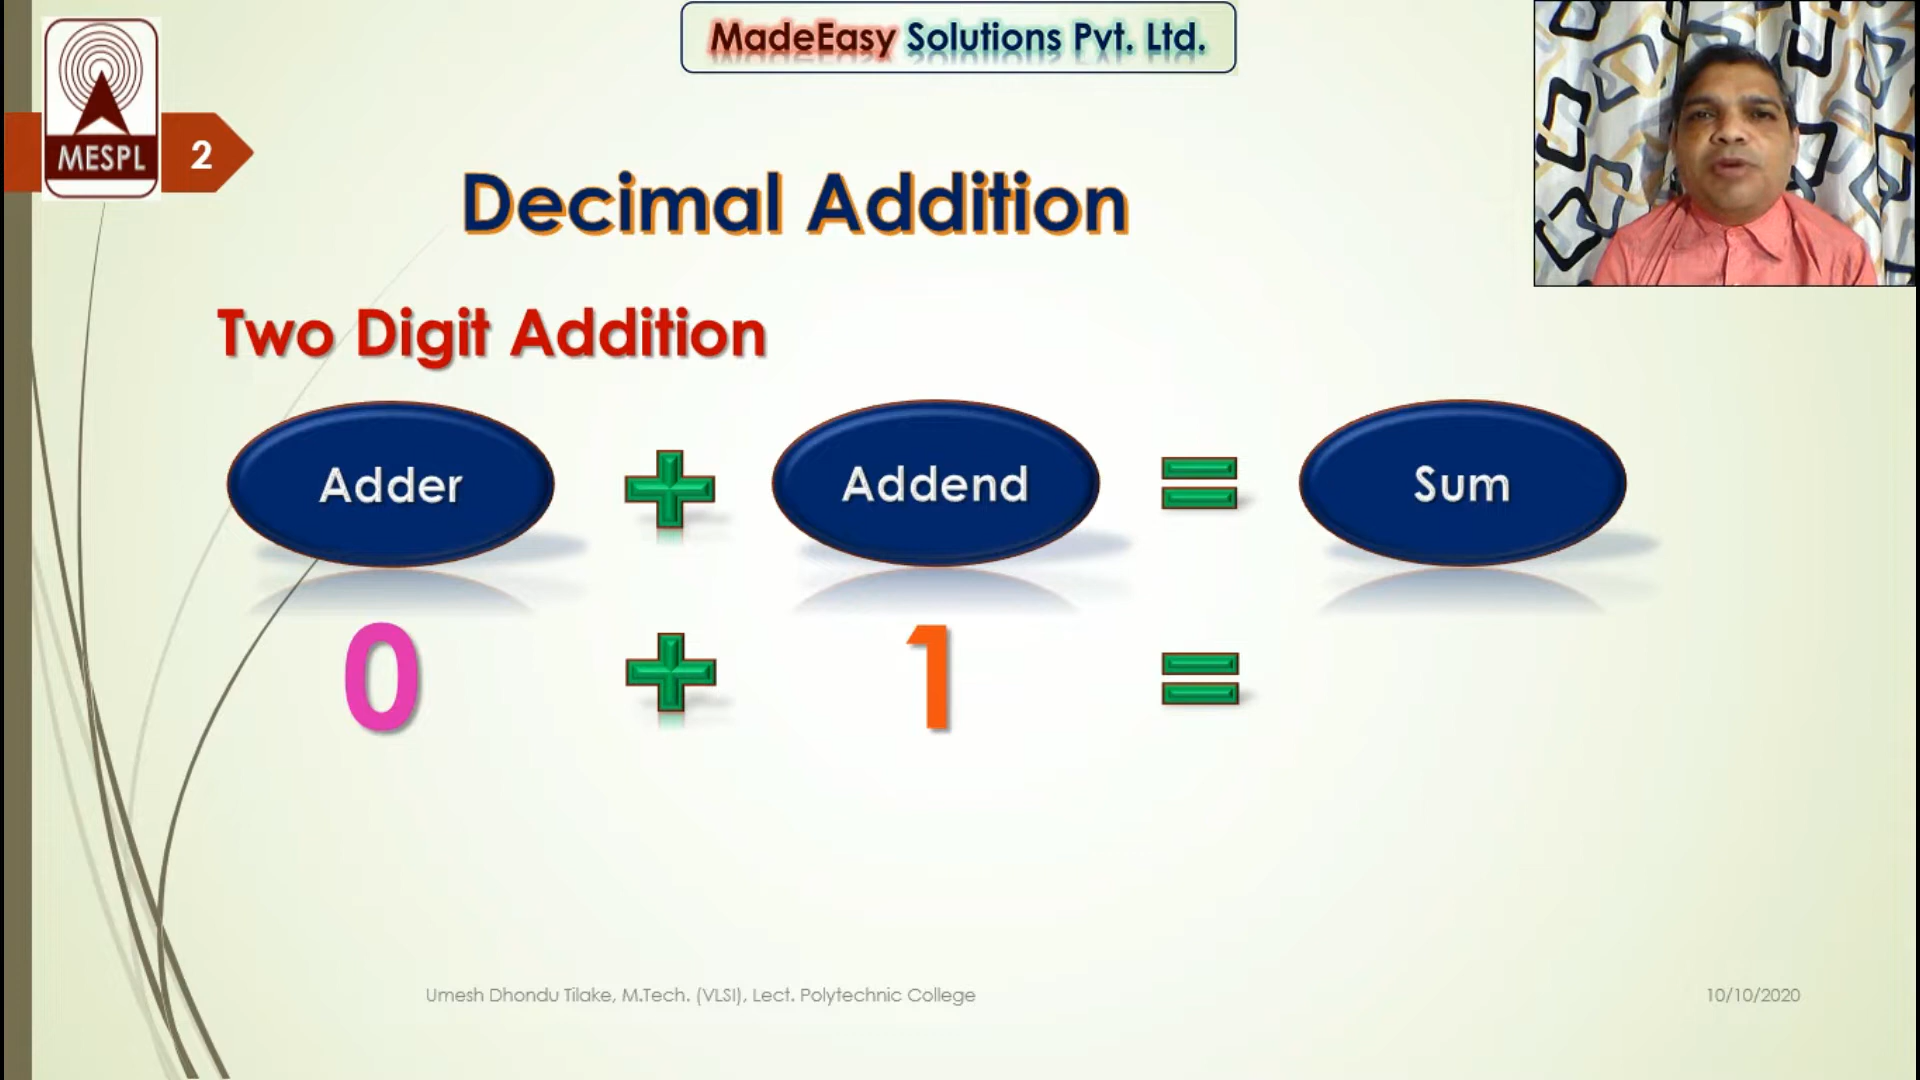 MadeEasy Solutions Pvt. Ltd.
MESPL
2
Decimal Addition
Two Digit Addition
Adder + Addend = Sum
0 + 1 =
Umesh Dhondu Tilake, M.Tech. (VLSI), Lect. Polytechnic College
10/10/2020